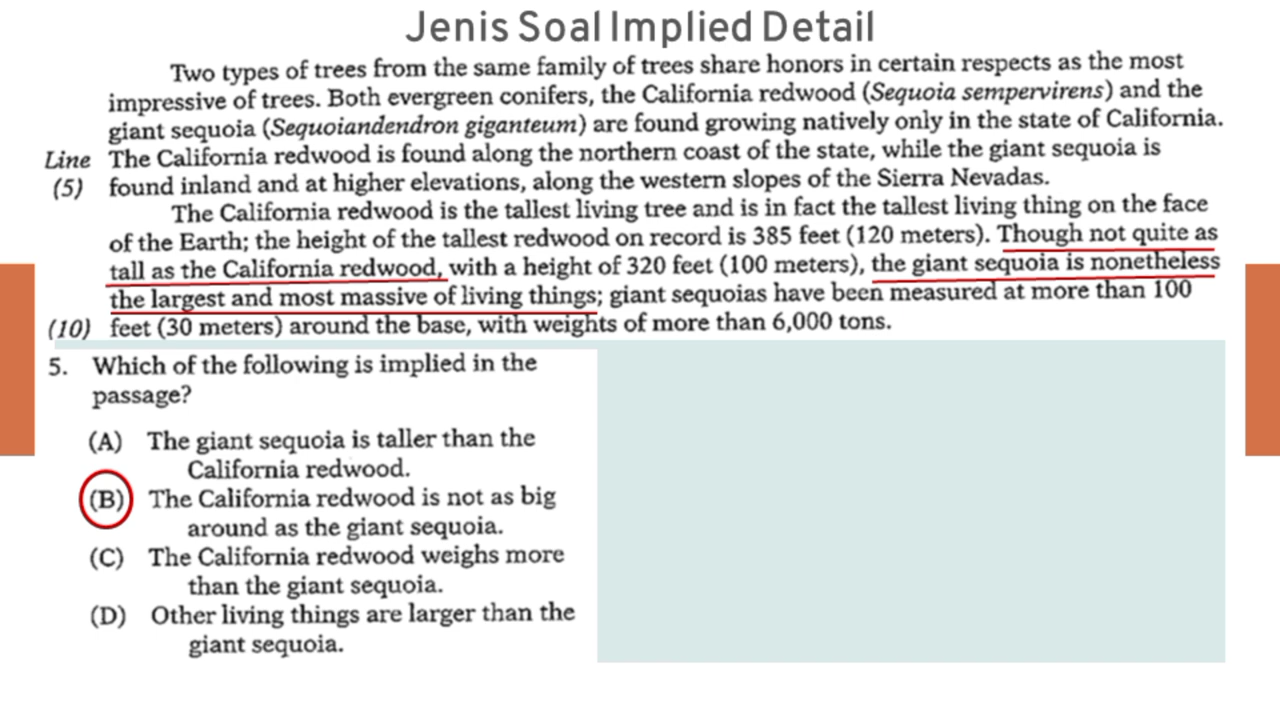 Jenis Soal Implied Detail
Two types of trees from the same family of trees share honors in certain respects as the most
impressive of trees. Both evergreen conifers, the California redwood (Sequoia sempervirens) and the
giant sequoia (Sequoiandendron giganteum) are found growing natively only in the state of California.
Line The California redwood is found along the northern coast of the state, while the giant sequoia is
(5) found inland and at higher elevations, along the western slopes of the Sierra Nevadas.
The California redwood is the tallest living tree and is in fact the tallest living thing on the face
of the Earth; the height of the tallest redwood on record is 385 feet (120 meters). Though not quite as
tall as the California redwood, with a height of 320 feet (100 meters), the giant sequoia is nonetheless
the largest and most massive of living things; giant sequoias have been measured at more than 100
(10) feet (30 meters) around the base, with weights of more than 6,000 tons.
5. Which of the following is implied in the
passage?
(A) The giant sequoia is taller than the
California redwood.
(B) The California redwood is not as big
around as the giant sequoia.
(C) The California redwood weighs more
than the giant sequoia.
(D) Other living things are larger than the
giant sequoia.